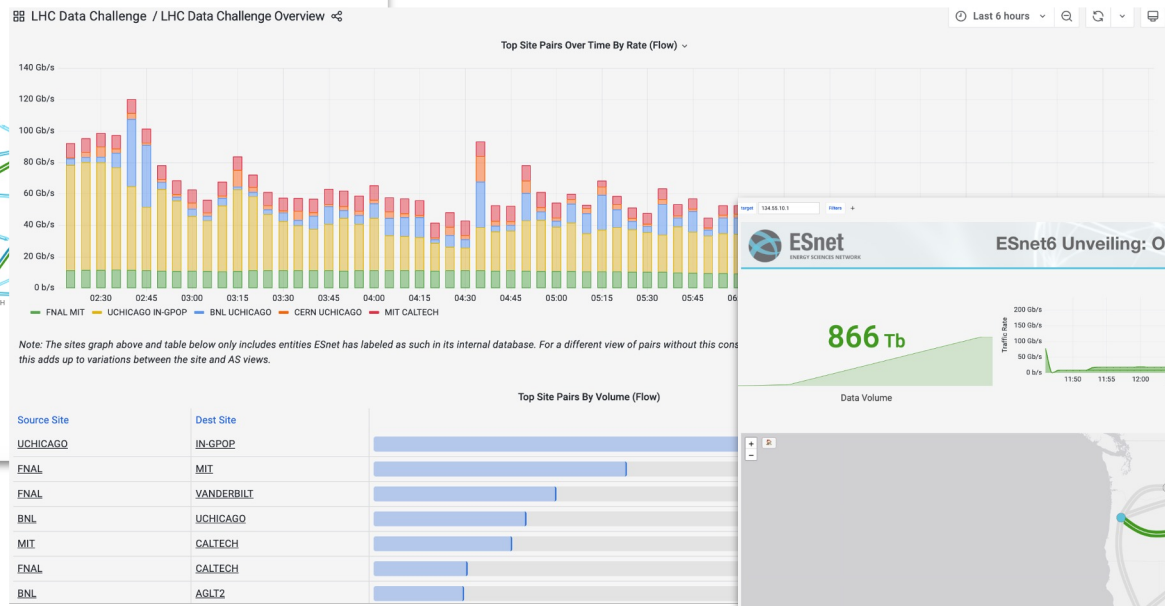 LHC Data Challenge / LHC Data Challenge Overview
Last 6 hours
Top Site Pairs Over Time By Rate (Flow)
140 Gb/s
120 Gb/s
100 Gb/s
80 Gb/s
60 Gb/s
40 Gb/s
20 Gb/s
0 b/s
02:30 02:45 03:00 03:15 03:30 03:45 04:00 04:15 04:30 04:45 05:00 05:15 05:30 05:45 06
FNAL MIT UCHICAGO IN-GPOP BNL UCHICAGO CERN UCHICAGO MIT CALTECH
Note: The sites graph above and table below only includes entities ESnet has labeled as such in its internal database. For a different view of pairs without this cons
this adds up to variations between the site and AS views.
Top Site Pairs By Volume (Flow)
Source Site Dest Site
UCHICAGO IN-GPOP
FNAL MIT
FNAL VANDERBILT
BNL UCHICAGO
MIT CALTECH
FNAL CALTECH
BNL AGLT2
target 134.55.10.1 Filters +
ESnet
ENERGY SCIENCES NETWORK
ESnet6 Unveiling: O
866 Tb
Data Volume
Traffic Rate
200 Gb/s
150 Gb/s
100 Gb/s
50 Gb/s
0 b/s
11:50 11:55 12:00
+
-
H